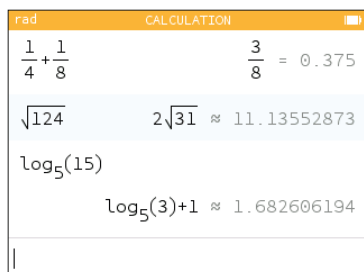 rad CALCULATION
1/4+1/8 3/8 = 0.375
√124 2√31 ≈ 11.13552873
log₅(15)
log₅(3)+1 ≈ 1.682606194